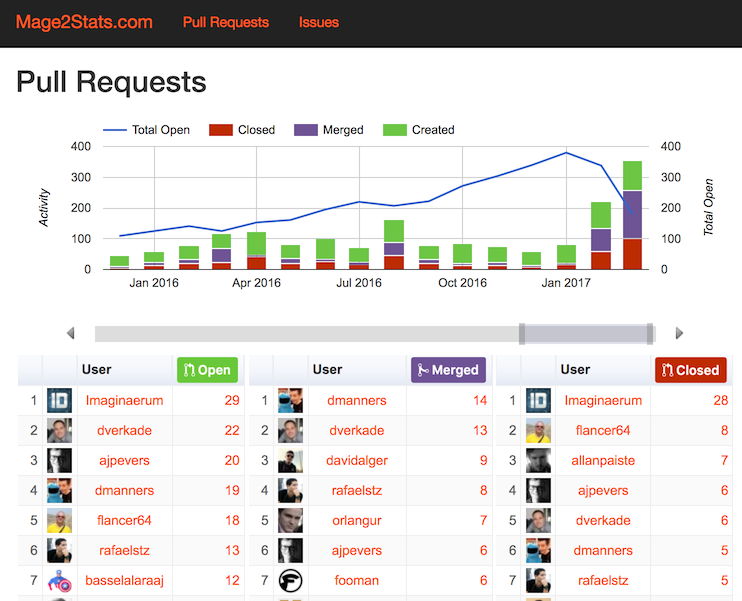 Mage2Stats.com Pull Requests Issues
Pull Requests
Total Open Closed Merged Created
400 400
300 300
200 200
100 100
0 0
Activity
Total Open
Jan 2016 Apr 2016 Jul 2016 Oct 2016 Jan 2017
User Open User Merged User Closed
1 Imaginaerum 29 1 dmanners 14 1 Imaginaerum 28
2 dverkade 22 2 dverkade 13 2 flancer64 8
3 ajpevers 20 3 davidalger 9 3 allanpaiste 7
4 dmanners 19 4 rafaelstz 8 4 ajpevers 6
5 flancer64 18 5 orlangur 7 5 dverkade 6
6 rafaelstz 13 6 ajpevers 6 6 dmanners 5
7 basselalaraaj 12 7 fooman 6 7 rafaelstz 5